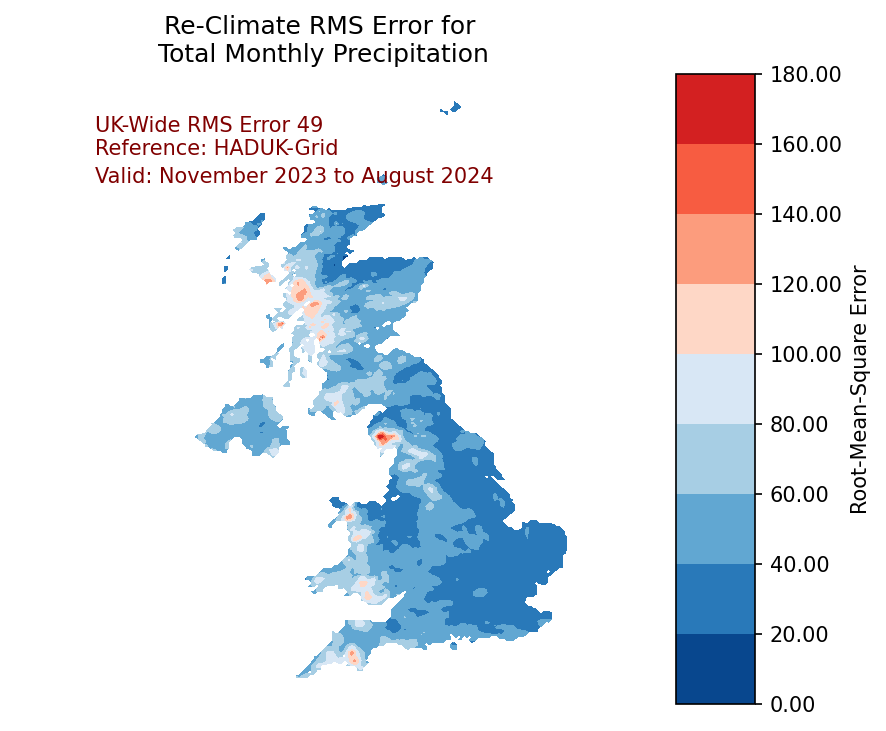 Re-Climate RMS Error for
Total Monthly Precipitation
UK-Wide RMS Error 49
Reference: HADUK-Grid
Valid: November 2023 to August 2024
180.00
160.00
140.00
120.00
100.00
80.00
60.00
40.00
20.00
0.00
Root-Mean-Square Error